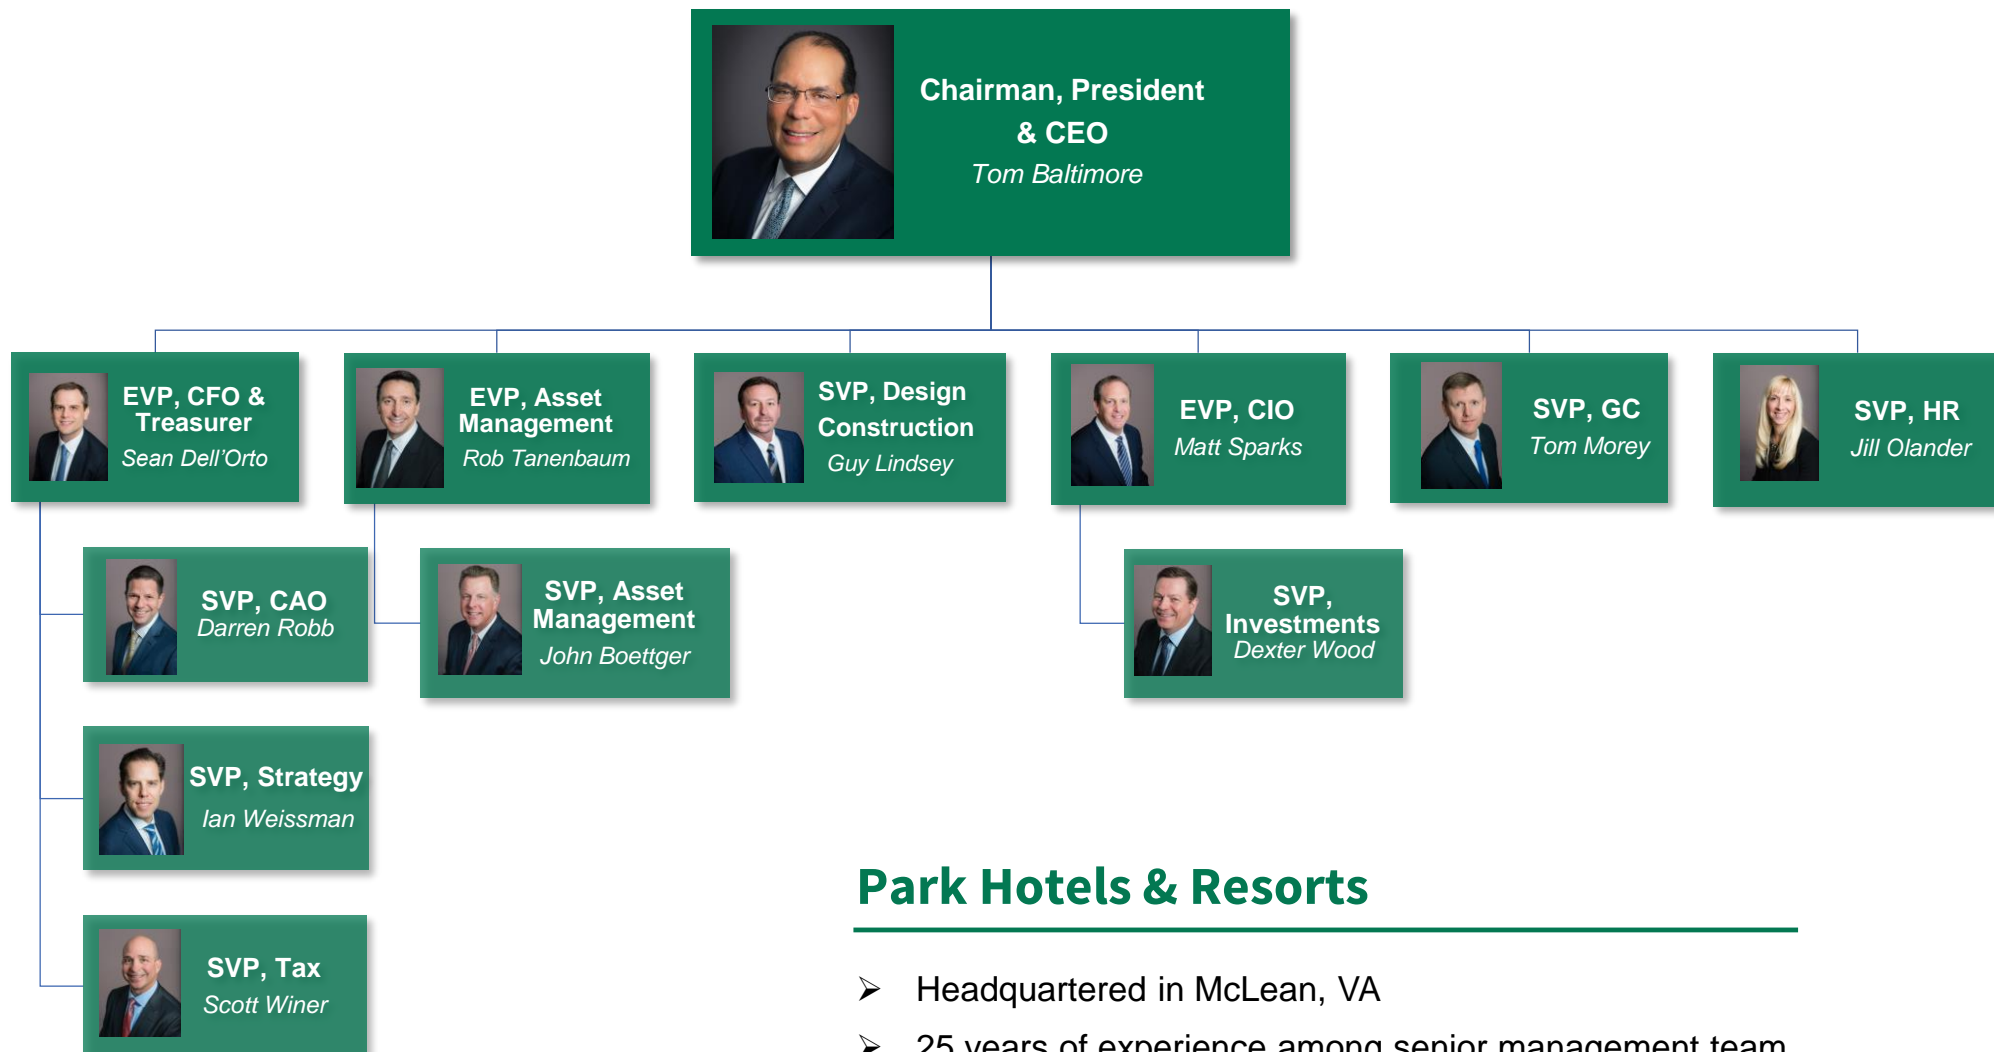 Chairman, President
& CEO
Tom Baltimore
EVP, CFO &
Treasurer
Sean Dell'Orto
EVP, Asset
Management
Rob Tanenbaum
SVP, Design
Construction
Guy Lindsey
EVP, CIO
Matt Sparks
SVP, GC
Tom Morey
SVP, HR
Jill Olander
SVP, CAO
Darren Robb
SVP, Asset
Management
John Boettger
SVP,
Investments
Dexter Wood
SVP, Strategy
Ian Weissman
SVP, Tax
Scott Winer
Park Hotels & Resorts
➢ Headquartered in McLean, VA
➢ 25 years of experience among senior management team